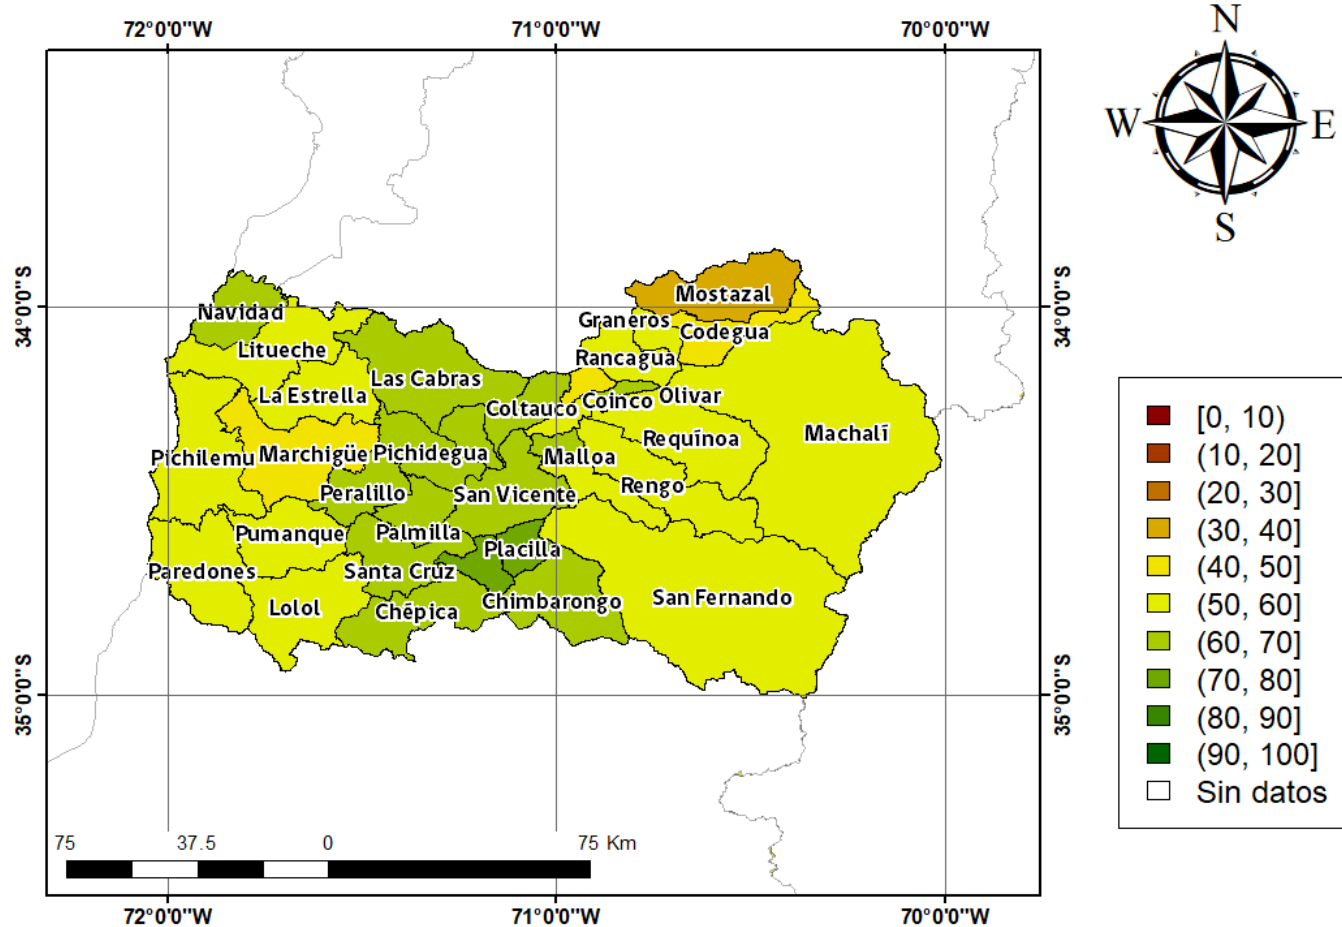 72°0'0"W 71°0'0"W 70°0'0"W
N
W E
S
34°0'0"S 34°0'0"S
Mostazal
Navidad
Graneros
Codegua
Litueche
Rancagua
Las Cabras
La Estrella
Coinco
Olivar
Coltauco
Machalí
Requínoa
Pichilemu
Marchigüe
Pichidegua
Malloa
Rengo
Peralillo
San Vicente
Pumanque
Palmilla
Placilla
Paredones
Santa Cruz
San Fernando
Chimbarongo
Lolol
Chépica
35°0'0"S 35°0'0"S
[0, 10)
(10, 20]
(20, 30]
(30, 40]
(40, 50]
(50, 60]
(60, 70]
(70, 80]
(80, 90]
(90, 100]
Sin datos
75 37.5 0 75 Km
72°0'0"W 71°0'0"W 70°0'0"W